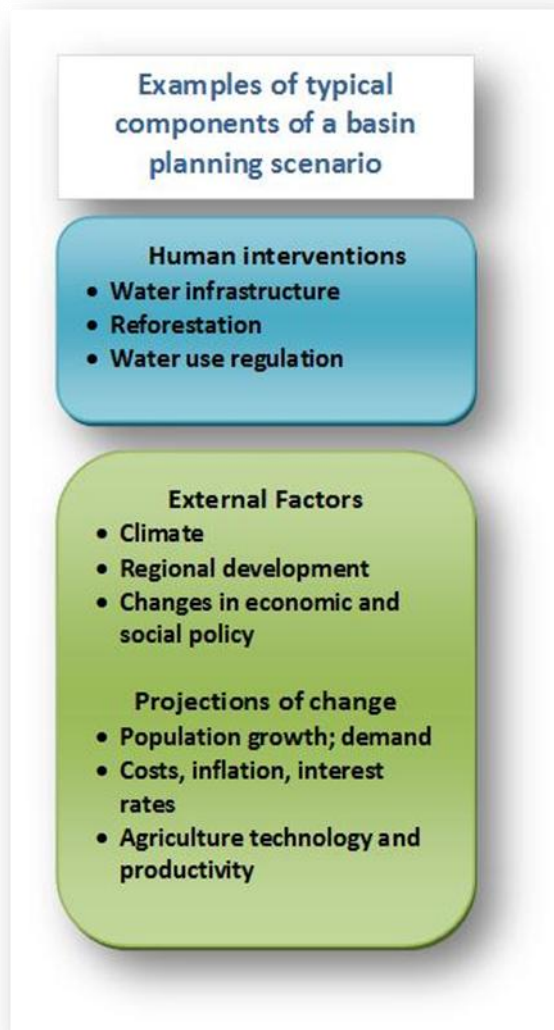 Examples of typical
components of a basin
planning scenario
Human interventions
• Water infrastructure
• Reforestation
• Water use regulation
External Factors
• Climate
• Regional development
• Changes in economic and
social policy
Projections of change
• Population growth; demand
• Costs, inflation, interest
rates
• Agriculture technology and
productivity